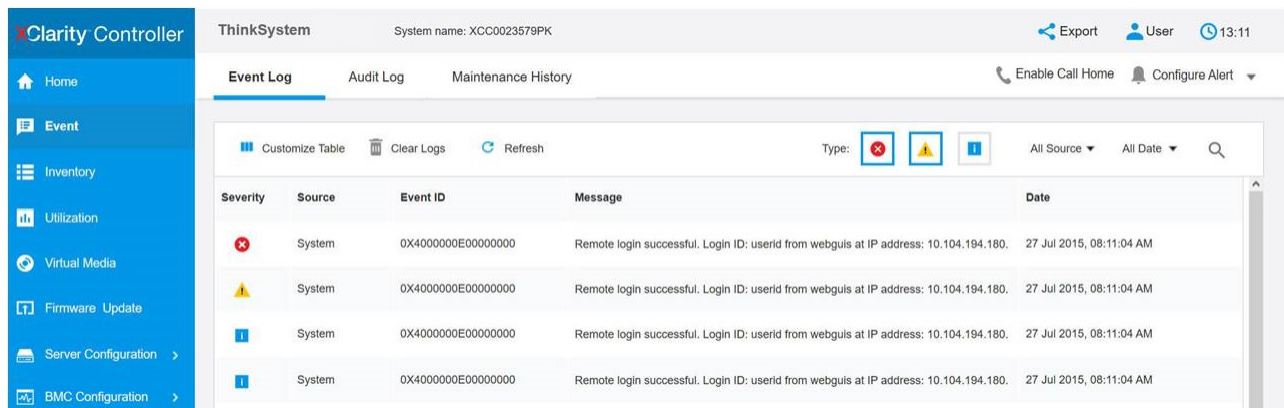 XClarity Controller
ThinkSystem System name: XCC0023579PK Export User 13:11
Home
Event Log Audit Log Maintenance History Enable Call Home Configure Alert
Event
Customize Table Clear Logs Refresh Type: All Source All Date
Inventory
Severity Source Event ID Message Date
Utilization
System 0X4000000E00000000 Remote login successful. Login ID: userid from webguis at IP address: 10.104.194.180. 27 Jul 2015, 08:11:04 AM
Virtual Media
System 0X4000000E00000000 Remote login successful. Login ID: userid from webguis at IP address: 10.104.194.180. 27 Jul 2015, 08:11:04 AM
Firmware Update
System 0X4000000E00000000 Remote login successful. Login ID: userid from webguis at IP address: 10.104.194.180. 27 Jul 2015, 08:11:04 AM
Server Configuration
System 0X4000000E00000000 Remote login successful. Login ID: userid from webguis at IP address: 10.104.194.180. 27 Jul 2015, 08:11:04 AM
BMC Configuration